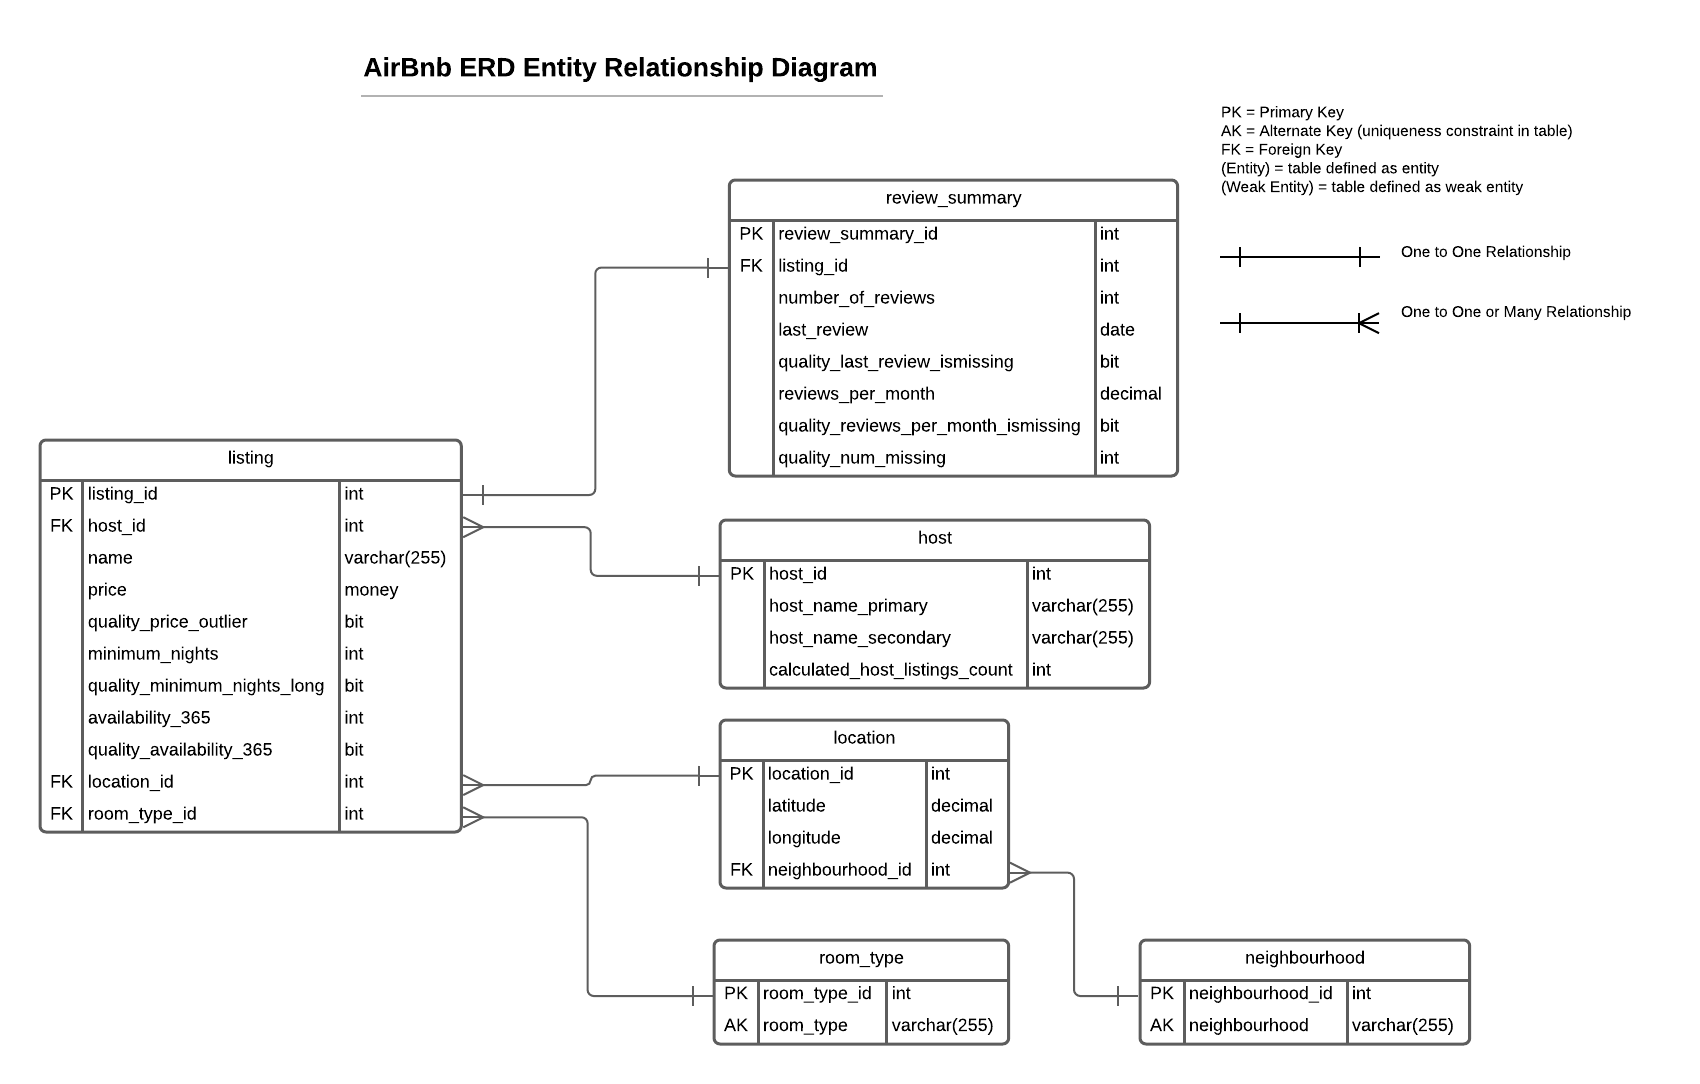 AirBnb ERD Entity Relationship Diagram
PK = Primary Key
AK = Alternate Key (uniqueness constraint in table)
FK = Foreign Key
(Entity) = table defined as entity
(Weak Entity) = table defined as weak entity
One to One Relationship
One to One or Many Relationship
review_summary
PK review_summary_id int
FK listing_id int
number_of_reviews int
last_review date
quality_last_review_ismissing bit
reviews_per_month decimal
quality_reviews_per_month_ismissing bit
quality_num_missing int
listing
PK listing_id int
FK host_id int
name varchar(255)
price money
quality_price_outlier bit
minimum_nights int
quality_minimum_nights_long bit
availability_365 int
quality_availability_365 bit
FK location_id int
FK room_type_id int
host
PK host_id int
host_name_primary varchar(255)
host_name_secondary varchar(255)
calculated_host_listings_count int
location
PK location_id int
latitude decimal
longitude decimal
FK neighbourhood_id int
room_type
PK room_type_id int
AK room_type varchar(255)
neighbourhood
PK neighbourhood_id int
AK neighbourhood varchar(255)